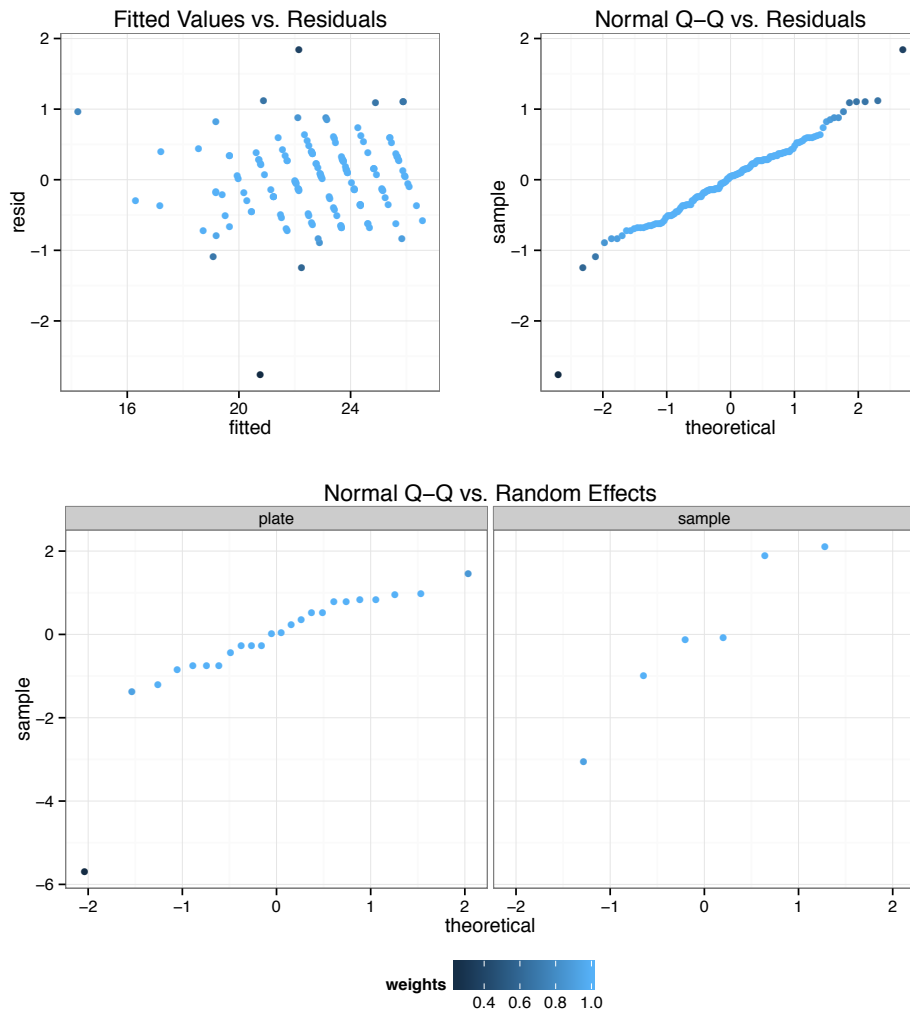 Fitted Values vs. Residuals
2
1
0
−1
−2
resid
16 20 24
fitted
Normal Q−Q vs. Residuals
2
1
0
−1
−2
sample
−2 −1 0 1 2
theoretical
Normal Q−Q vs. Random Effects
plate sample
2
0
−2
−4
−6
sample
−2 −1 0 1 2 −2 −1 0 1 2
theoretical
weights
0.4 0.6 0.8 1.0